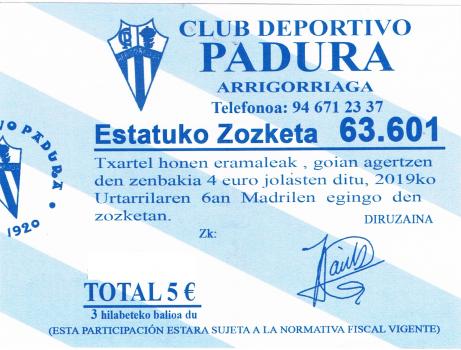 CLUB DEPORTIVO
PADURA
ARRIGORRIAGA
Telefonoa: 94 671 23 37
Estatuko Zozketa 63.601
Txartel honen eramaleak , goian agertzen
den zenbakia 4 euro jolasten ditu, 2019ko
Urtarrilaren 6an Madrilen egingo den
zozketan.
DIRUZAINA
Zk:
TOTAL 5 €
3 hilabeteko balioa du
(ESTA PARTICIPACIÓN ESTARA SUJETA A LA NORMATIVA FISCAL VIGENTE)
PADURA
1920